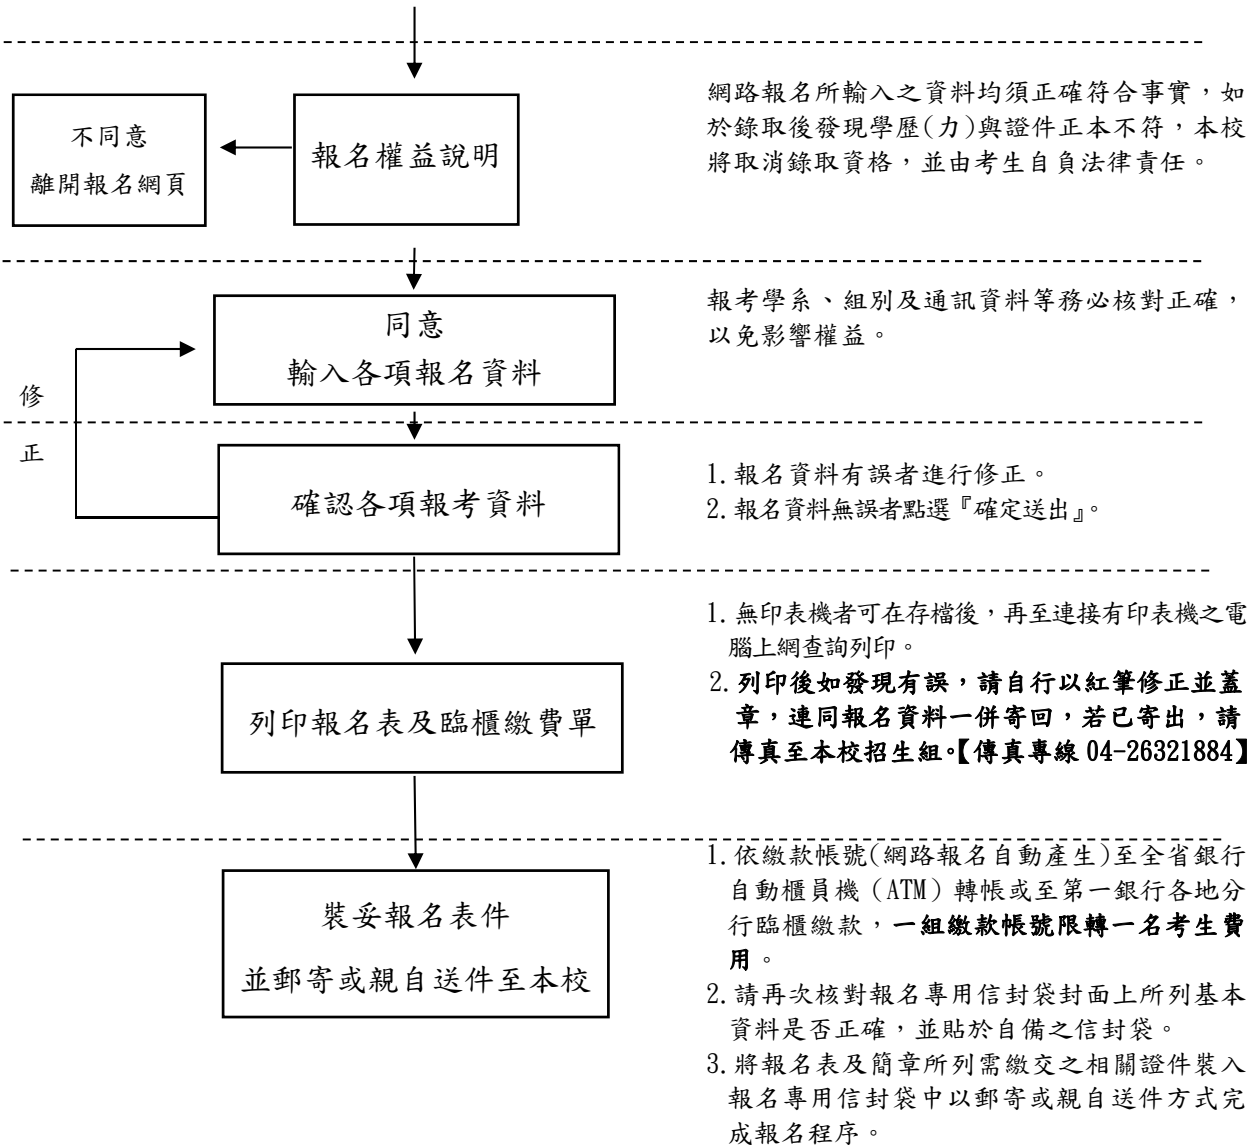 不同意
離開報名網頁
報名權益說明
網路報名所輸入之資料均須正確符合事實，如
於錄取後發現學歷(力)與證件正本不符，本校
將取消錄取資格，並由考生自負法律責任。
同意
輸入各項報名資料
報考學系、組別及通訊資料等務必核對正確，
以免影響權益。
修
正
確認各項報考資料
1.報名資料有誤者進行修正。
2.報名資料無誤者點選『確定送出』。
列印報名表及臨櫃繳費單
1.無印表機者可在存檔後，再至連接有印表機之電
腦上網查詢列印。
2.列印後如發現有誤，請自行以紅筆修正並蓋
章，連同報名資料一併寄回，若已寄出，請
傳真至本校招生組。【傳真專線 04-26321884】
裝妥報名表件
並郵寄或親自送件至本校
1.依繳款帳號(網路報名自動產生)至全省銀行
自動櫃員機（ATM）轉帳或至第一銀行各地分
行臨櫃繳款，一組繳款帳號限轉一名考生費
用。
2.請再次核對報名專用信封袋封面上所列基本
資料是否正確，並貼於自備之信封袋。
3.將報名表及簡章所列需繳交之相關證件裝入
報名專用信封袋中以郵寄或親自送件方式完
成報名程序。